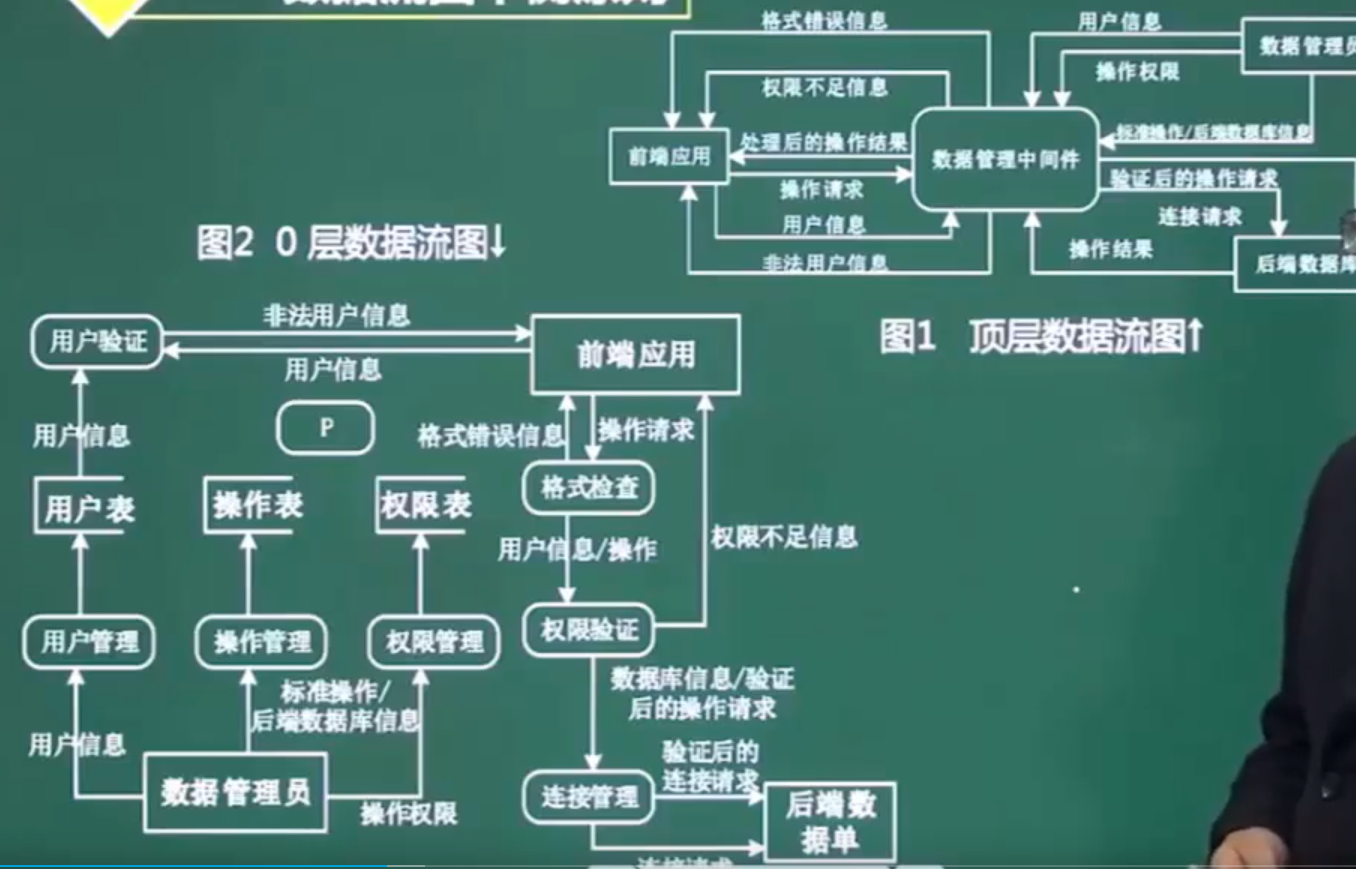 格式错误信息
用户信息
数据管理员
操作权限
权限不足信息
标准操作/后端数据库信息
前端应用
处理后的操作结果
数据管理中间件
操作请求
验证后的操作请求
连接请求
用户信息
操作结果
后端数据库
非法用户信息
图2 0 层数据流图↓
图1 顶层数据流图↑
用户验证
非法用户信息
用户信息
前端应用
P
用户信息
格式错误信息
操作请求
用户表
操作表
权限表
格式检查
用户信息/操作
权限不足信息
用户管理
操作管理
权限管理
权限验证
标准操作/
后端数据库信息
数据库信息/验证
后的操作请求
用户信息
数据管理员
操作权限
验证后的
连接请求
连接管理
后端数
据单